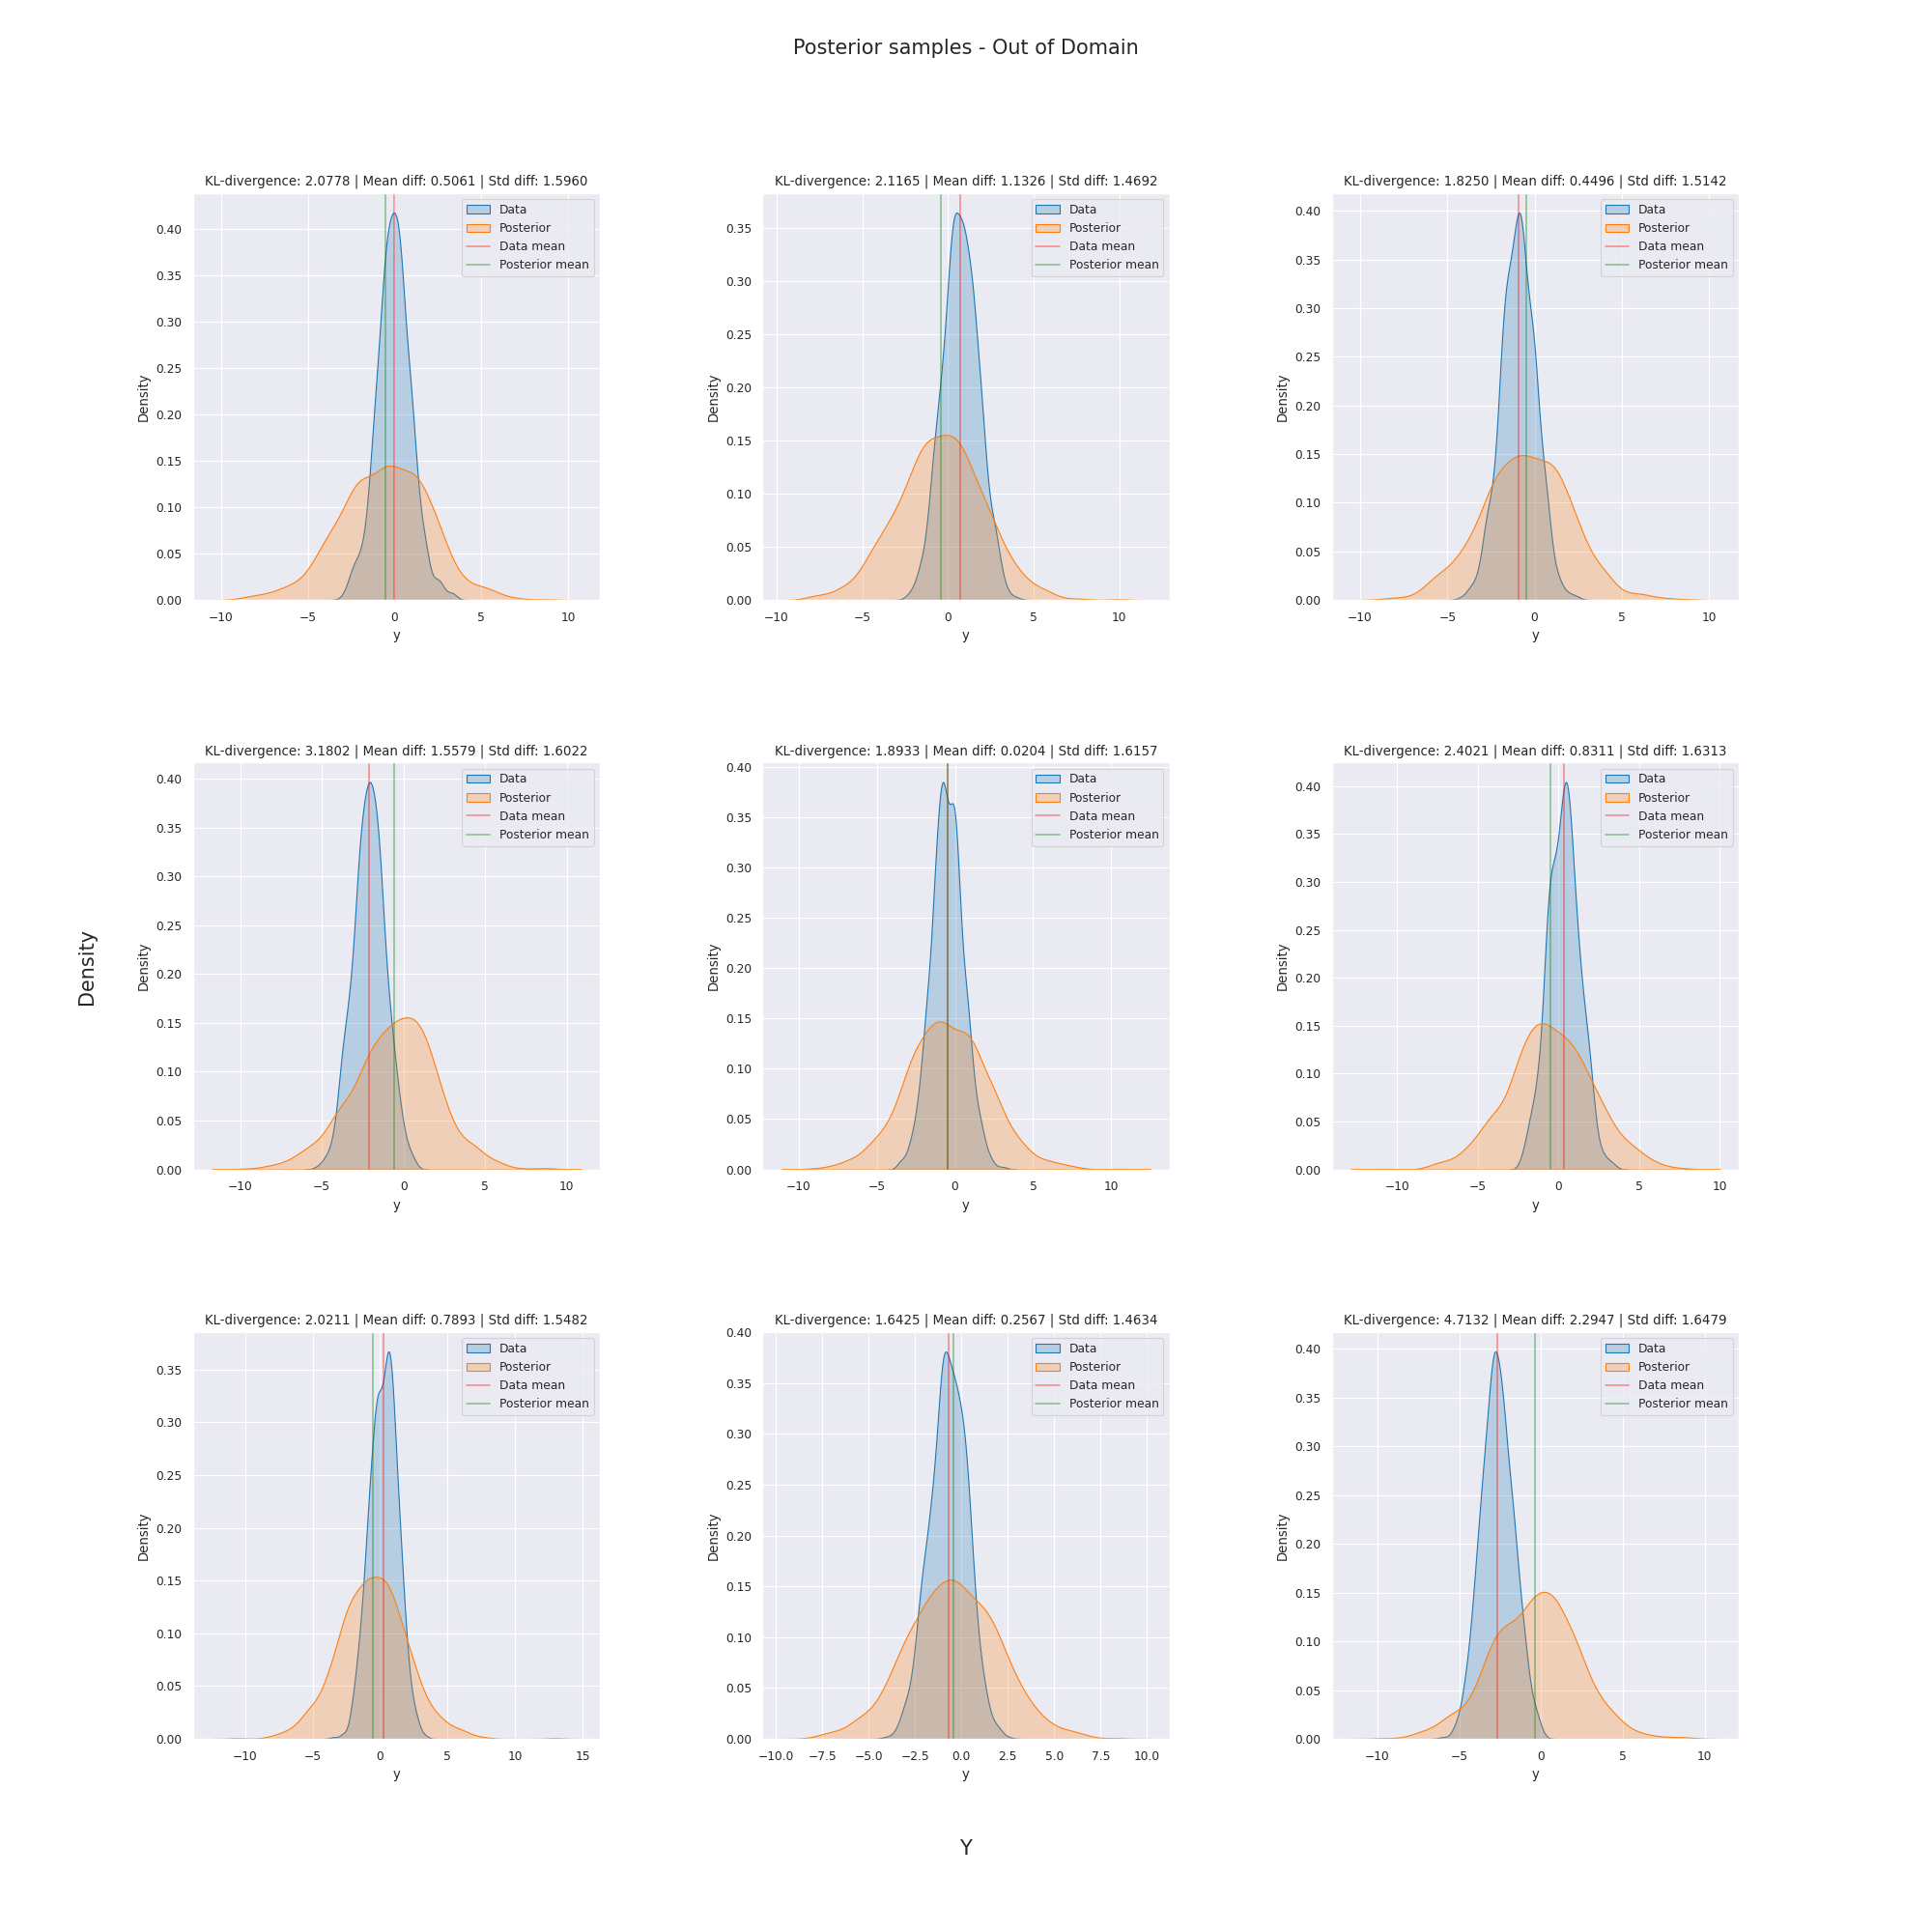 Posterior samples - Out of Domain
KL-divergence: 2.0778 | Mean diff: 0.5061 | Std diff: 1.5960
Data
Posterior
Data mean
Posterior mean
0.40
0.35
0.30
0.25
0.20
0.15
0.10
0.05
0.00
Density
−10
−5
0
5
10
y
KL-divergence: 2.1165 | Mean diff: 1.1326 | Std diff: 1.4692
Data
Posterior
Data mean
Posterior mean
0.35
0.30
0.25
0.20
0.15
0.10
0.05
0.00
Density
−10
−5
0
5
10
y
KL-divergence: 1.8250 | Mean diff: 0.4496 | Std diff: 1.5142
Data
Posterior
Data mean
Posterior mean
0.40
0.35
0.30
0.25
0.20
0.15
0.10
0.05
0.00
Density
−10
−5
0
5
10
y
Density
KL-divergence: 3.1802 | Mean diff: 1.5579 | Std diff: 1.6022
Data
Posterior
Data mean
Posterior mean
0.40
0.35
0.30
0.25
0.20
0.15
0.10
0.05
0.00
Density
−10
−5
0
5
10
y
KL-divergence: 1.8933 | Mean diff: 0.0204 | Std diff: 1.6157
Data
Posterior
Data mean
Posterior mean
0.40
0.35
0.30
0.25
0.20
0.15
0.10
0.05
0.00
Density
−10
−5
0
5
10
y
KL-divergence: 2.4021 | Mean diff: 0.8311 | Std diff: 1.6313
Data
Posterior
Data mean
Posterior mean
0.40
0.35
0.30
0.25
0.20
0.15
0.10
0.05
0.00
Density
−10
−5
0
5
10
y
KL-divergence: 2.0211 | Mean diff: 0.7893 | Std diff: 1.5482
Data
Posterior
Data mean
Posterior mean
0.35
0.30
0.25
0.20
0.15
0.10
0.05
0.00
Density
−10
−5
0
5
10
15
y
KL-divergence: 1.6425 | Mean diff: 0.2567 | Std diff: 1.4634
Data
Posterior
Data mean
Posterior mean
0.40
0.35
0.30
0.25
0.20
0.15
0.10
0.05
0.00
Density
−10.0
−7.5
−5.0
−2.5
0.0
2.5
5.0
7.5
10.0
y
KL-divergence: 4.7132 | Mean diff: 2.2947 | Std diff: 1.6479
Data
Posterior
Data mean
Posterior mean
0.40
0.35
0.30
0.25
0.20
0.15
0.10
0.05
0.00
Density
−10
−5
0
5
10
y
Y